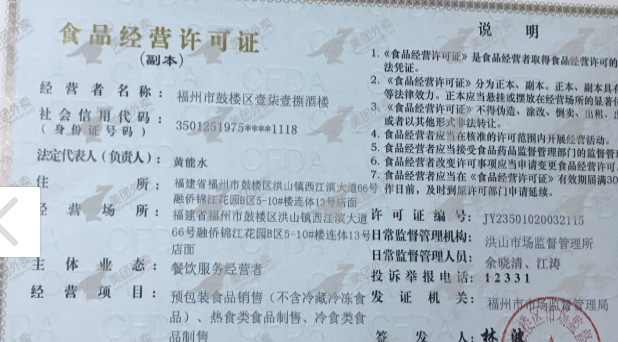 食品经营许可证
(副本)
经营者名称：福州市鼓楼区壹柒壹捌酒楼
社会信用代码：
(身份证号码)
3501251975****1118
法定代表人(负责人)：黄能水
住所：福建省福州市鼓楼区洪山镇西江滨大道66号
融侨锦江花园B区5-10#楼连体13号店面
经营场所：福建省福州市鼓楼区洪山镇西江滨大道
66号融侨锦江花园B区5-10#楼连体13号
店面
主体业态：餐饮服务经营者
经营项目：预包装食品销售（不含冷藏冷冻食
品）、热食类食品制售、冷食类食
品制售
说明
1.《食品经营许可证》是食品经营者取得食品经营许可的
法凭证。
2.《食品经营许可证》分为正本、副本。正本、副本具有
等法律效力。正本应当悬挂或摆放在经营场所的显著位
3.《食品经营许可证》不得伪造、涂改、倒卖、出租、出
或者以其他形式非法转让。
4.食品经营者应当在核准的许可范围内开展经营活动。
5.食品经营者应当接受食品药品监督管理部门的监督管
6.食品经营者改变许可事项应当申请变更食品经营许可。
7.食品经营者应当在《食品经营许可证》有效期届满30
作日前，及时到原许可部门申请延续。
许可证编号：JY23501020032115
日常监督管理机构：洪山市场监督管理所
日常监督管理人员：余晓清、江涛
投诉举报电话：12331
发证机关：福州市市场监督管理局
签发人：林
美团外卖